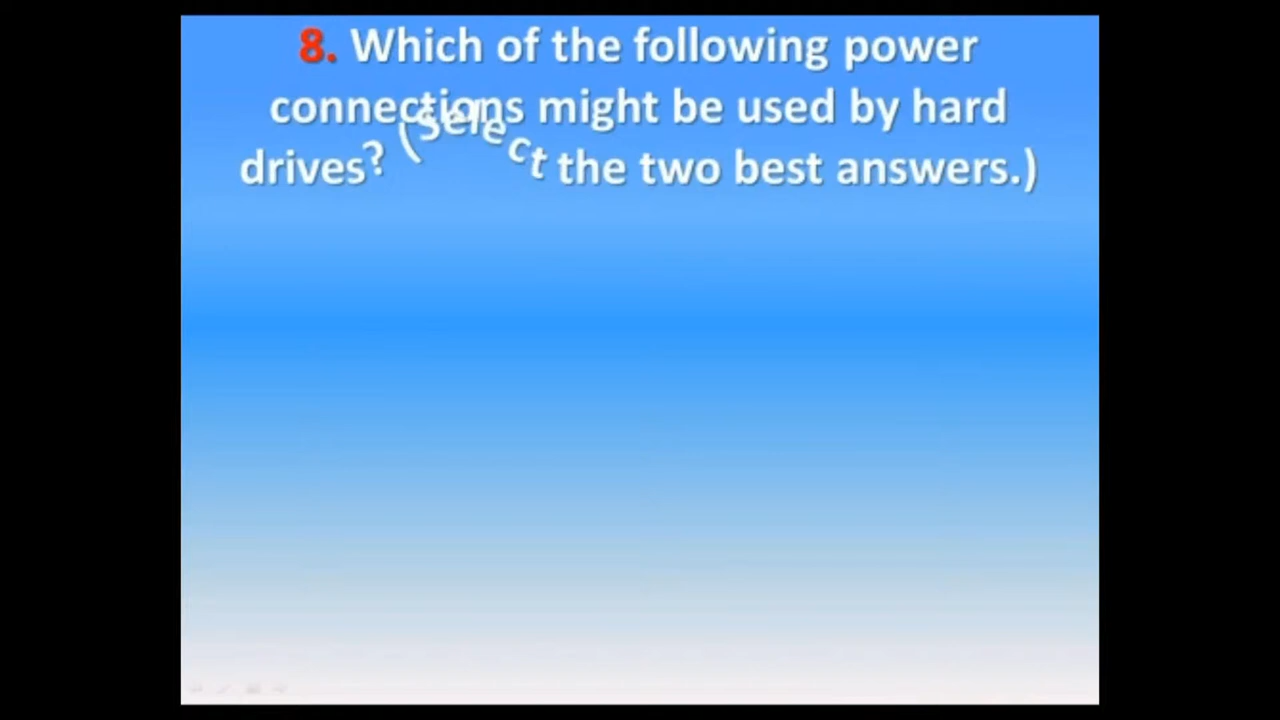 8. Which of the following power
connections might be used by hard
drives? (Select the two best answers.)